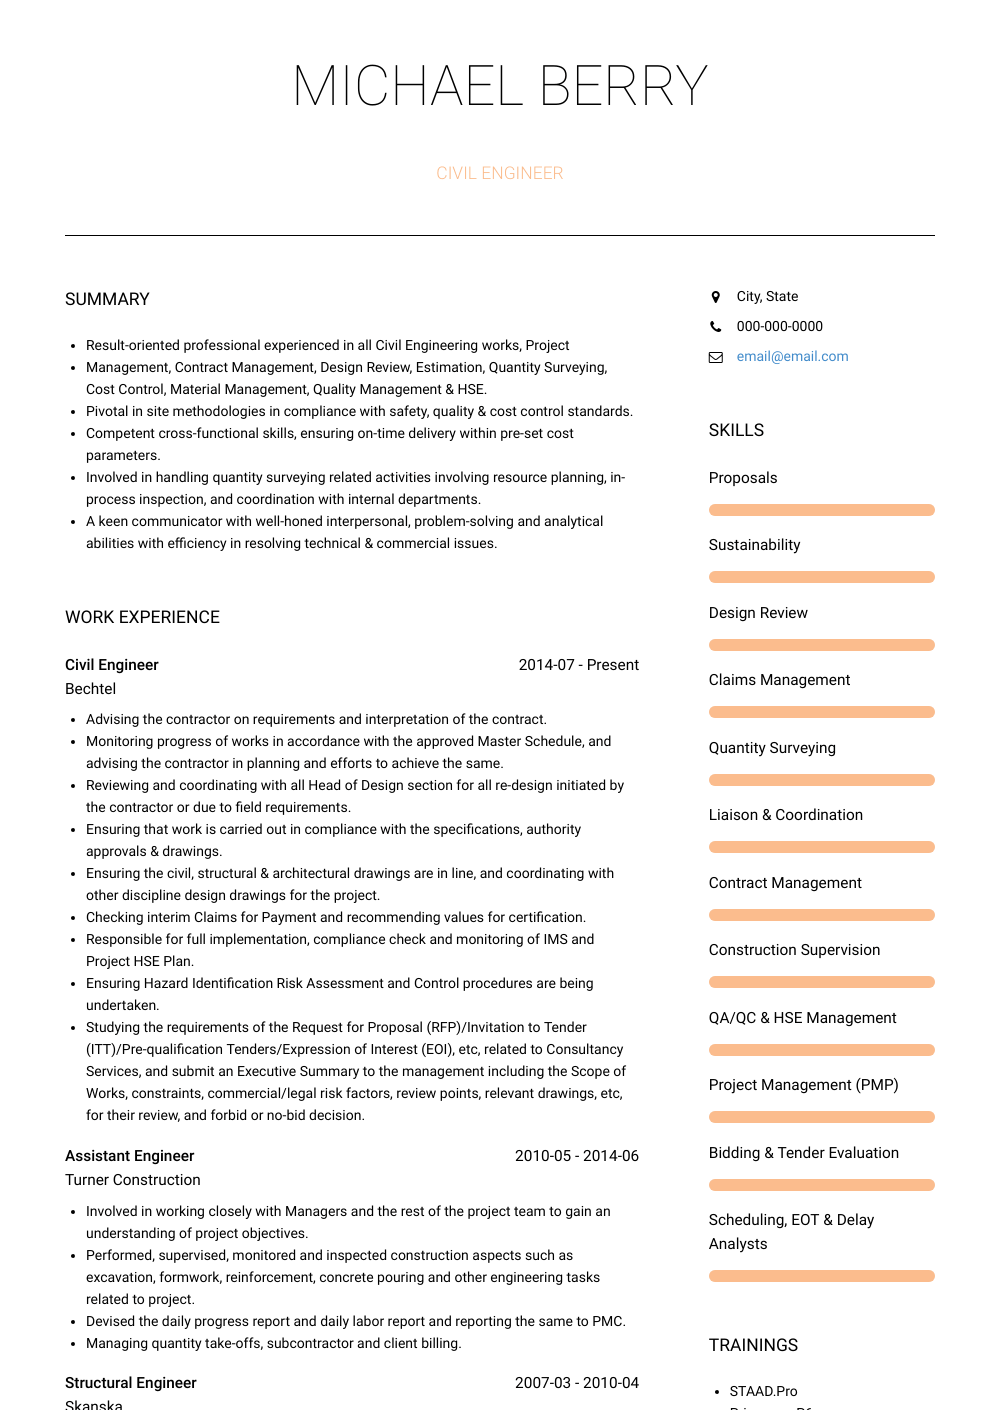 MICHAEL BERRY
CIVIL ENGINEER
SUMMARY
Result-oriented professional experienced in all Civil Engineering works, Project
Management, Contract Management, Design Review, Estimation, Quantity Surveying,
Cost Control, Material Management, Quality Management & HSE.
Pivotal in site methodologies in compliance with safety, quality & cost control standards.
Competent cross-functional skills, ensuring on-time delivery within pre-set cost
parameters.
Involved in handling quantity surveying related activities involving resource planning, in-
process inspection, and coordination with internal departments.
A keen communicator with well-honed interpersonal, problem-solving and analytical
abilities with efficiency in resolving technical & commercial issues.
WORK EXPERIENCE
Civil Engineer 2014-07 - Present
Bechtel
Advising the contractor on requirements and interpretation of the contract.
Monitoring progress of works in accordance with the approved Master Schedule, and
advising the contractor in planning and efforts to achieve the same.
Reviewing and coordinating with all Head of Design section for all re-design initiated by
the contractor or due to field requirements.
Ensuring that work is carried out in compliance with the specifications, authority
approvals & drawings.
Ensuring the civil, structural & architectural drawings are in line, and coordinating with
other discipline design drawings for the project.
Checking interim Claims for Payment and recommending values for certification.
Responsible for full implementation, compliance check and monitoring of IMS and
Project HSE Plan.
Ensuring Hazard Identification Risk Assessment and Control procedures are being
undertaken.
Studying the requirements of the Request for Proposal (RFP)/Invitation to Tender
(ITT)/Pre-qualification Tenders/Expression of Interest (EOI), etc, related to Consultancy
Services, and submit an Executive Summary to the management including the Scope of
Works, constraints, commercial/legal risk factors, review points, relevant drawings, etc,
for their review, and forbid or no-bid decision.
Assistant Engineer 2010-05 - 2014-06
Turner Construction
Involved in working closely with Managers and the rest of the project team to gain an
understanding of project objectives.
Performed, supervised, monitored and inspected construction aspects such as
excavation, formwork, reinforcement, concrete pouring and other engineering tasks
related to project.
Devised the daily progress report and daily labor report and reporting the same to PMC.
Managing quantity take-offs, subcontractor and client billing.
Structural Engineer 2007-03 - 2010-04
Skanska
City, State
000-000-0000
email@email.com
SKILLS
Proposals
Sustainability
Design Review
Claims Management
Quantity Surveying
Liaison & Coordination
Contract Management
Construction Supervision
QA/QC & HSE Management
Project Management (PMP)
Bidding & Tender Evaluation
Scheduling, EOT & Delay
Analysts
TRAININGS
STAAD.Pro